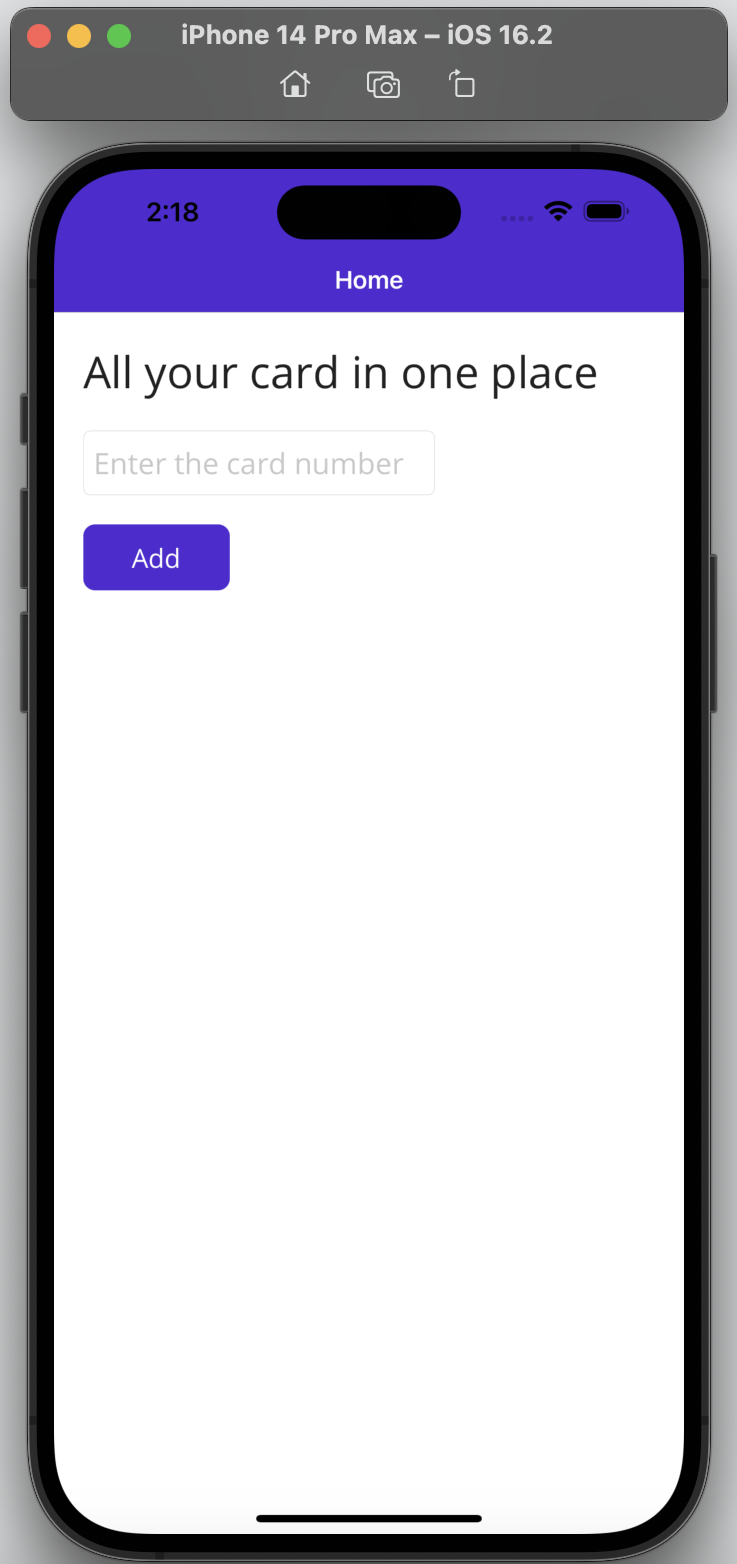 iPhone 14 Pro Max – iOS 16.2
2:18
Home
All your card in one place
Enter the card number
Add